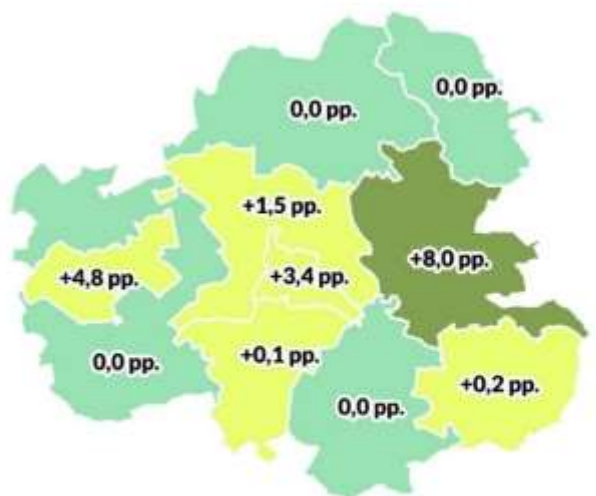 0,0 pp.
0,0 pp.
+1,5 pp.
+8,0 pp.
+4,8 pp.
+3,4 pp.
0,0 pp.
+0,1 pp.
+0,2 pp.
0,0 pp.